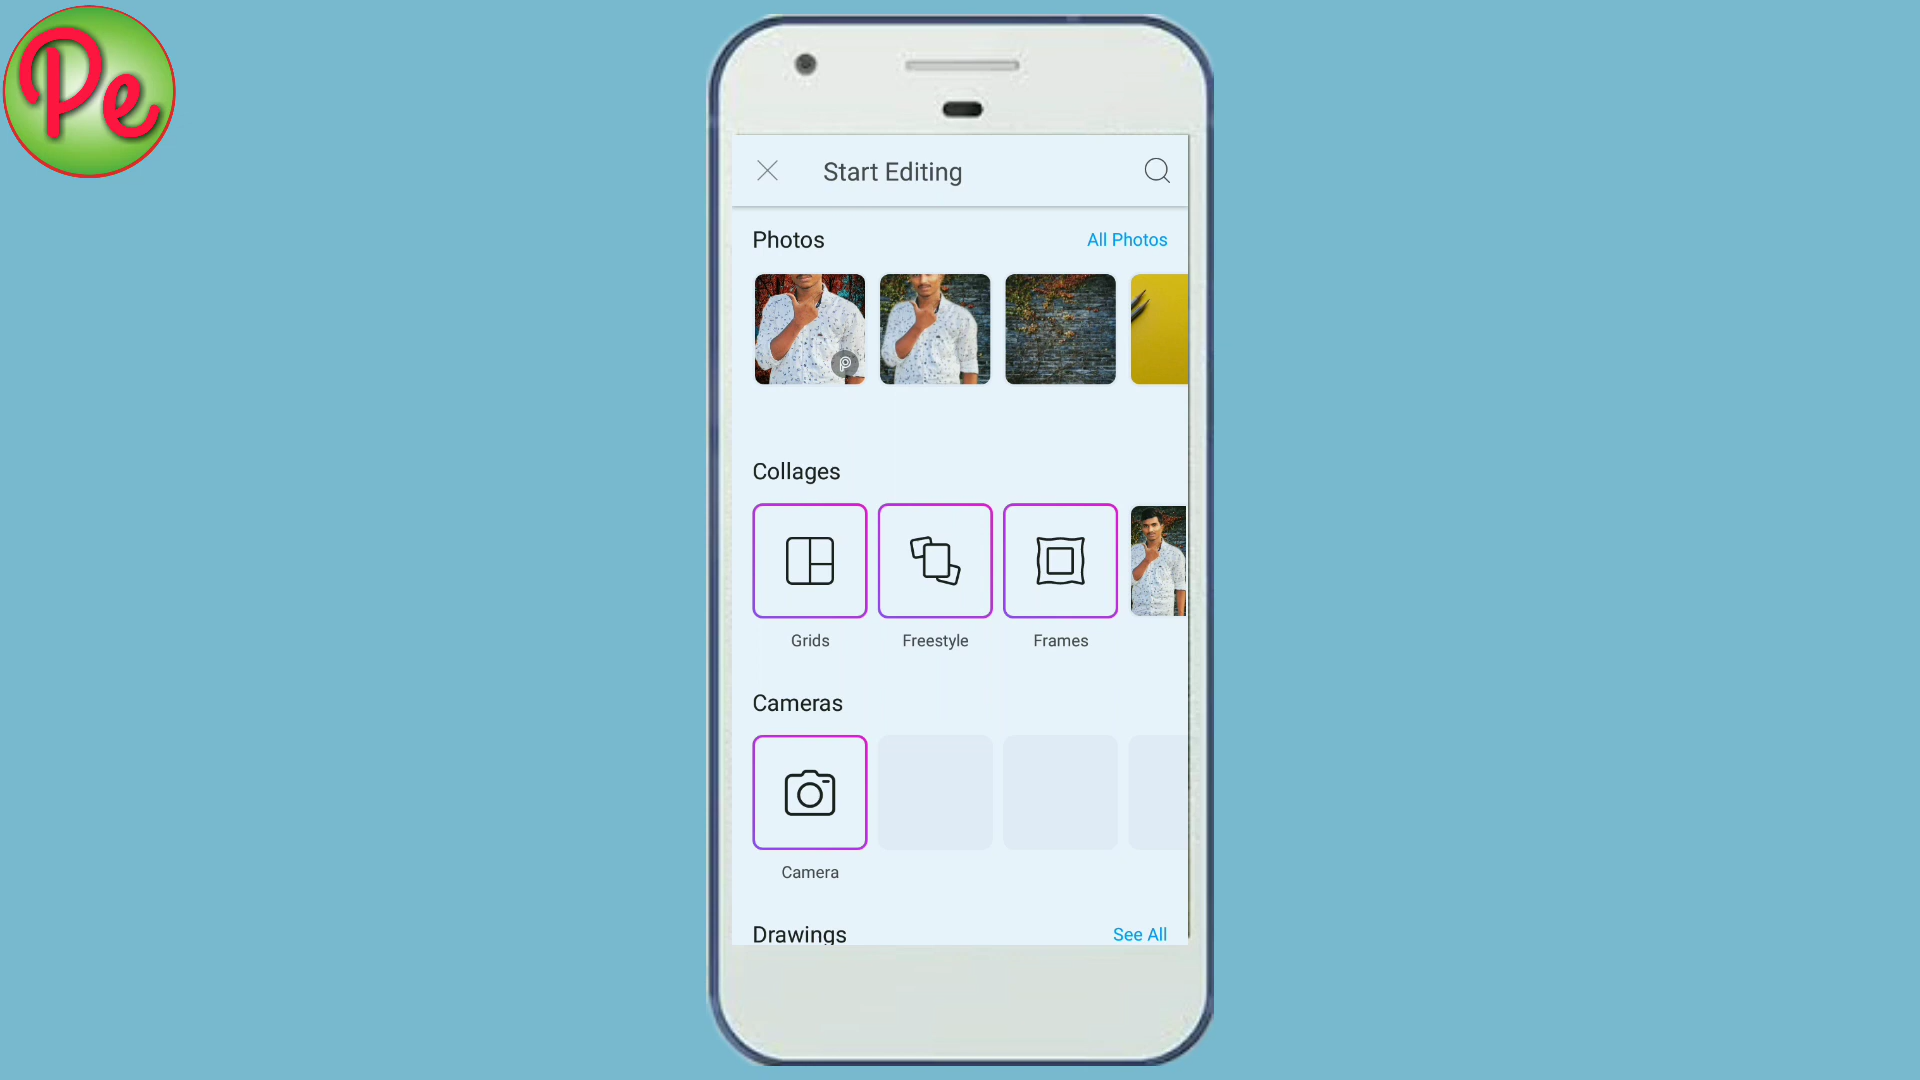 Pe
Start Editing
Photos
All Photos
Collages
Grids
Freestyle
Frames
Cameras
Camera
Drawings
See All